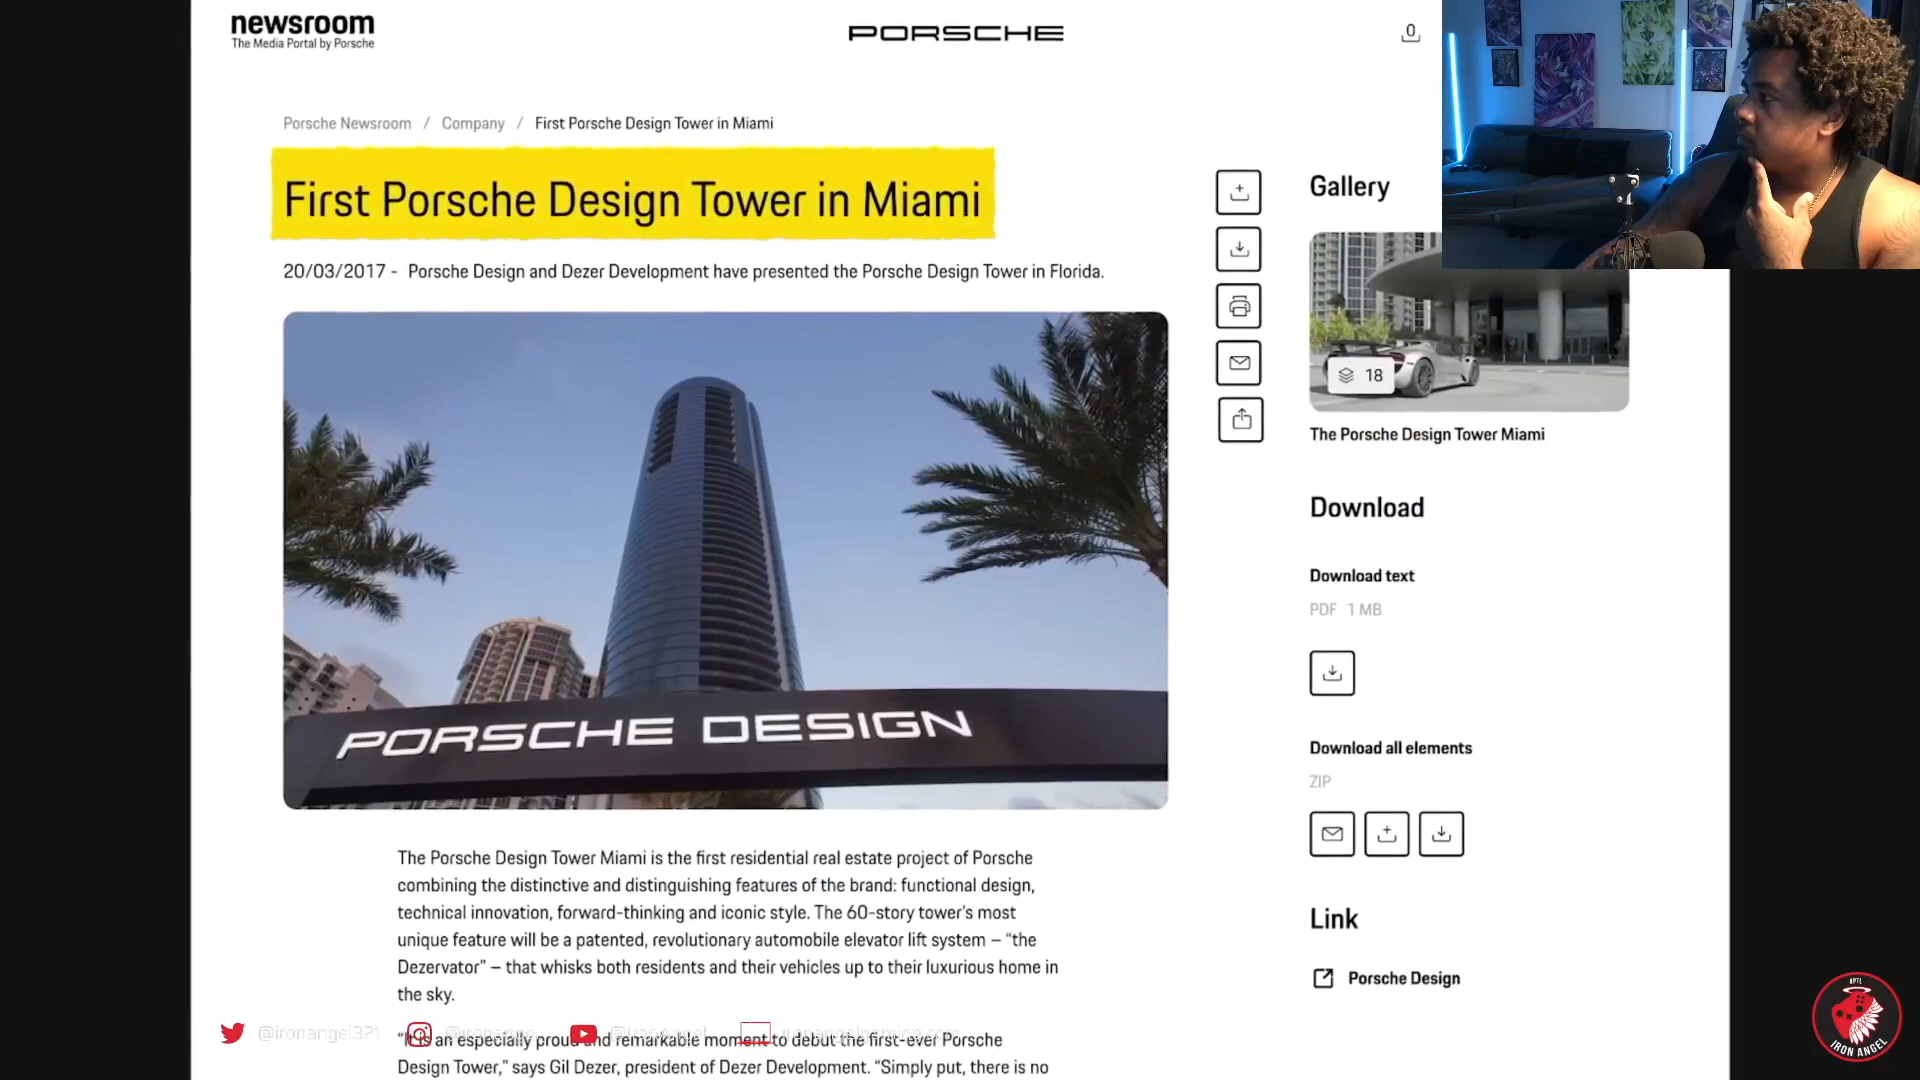 newsroom
The Media Portal by Porsche
PORSCHE
0
Porsche Newsroom / Company / First Porsche Design Tower in Miami
First Porsche Design Tower in Miami
20/03/2017 - Porsche Design and Dezer Development have presented the Porsche Design Tower in Florida.
PORSCHE DESIGN
The Porsche Design Tower Miami is the first residential real estate project of Porsche
combining the distinctive and distinguishing features of the brand: functional design,
technical innovation, forward-thinking and iconic style. The 60-story tower's most
unique feature will be a patented, revolutionary automobile elevator lift system – “the
Dezervator” – that whisks both residents and their vehicles up to their luxurious home in
the sky.
“It is an especially proud and remarkable moment to debut the first-ever Porsche
Design Tower,” says Gil Dezer, president of Dezer Development. “Simply put, there is no
Gallery
18
The Porsche Design Tower Miami
Download
Download text
PDF 1 MB
Download all elements
ZIP
Link
Porsche Design
@ironangel321
APTL
IRON ANGEL